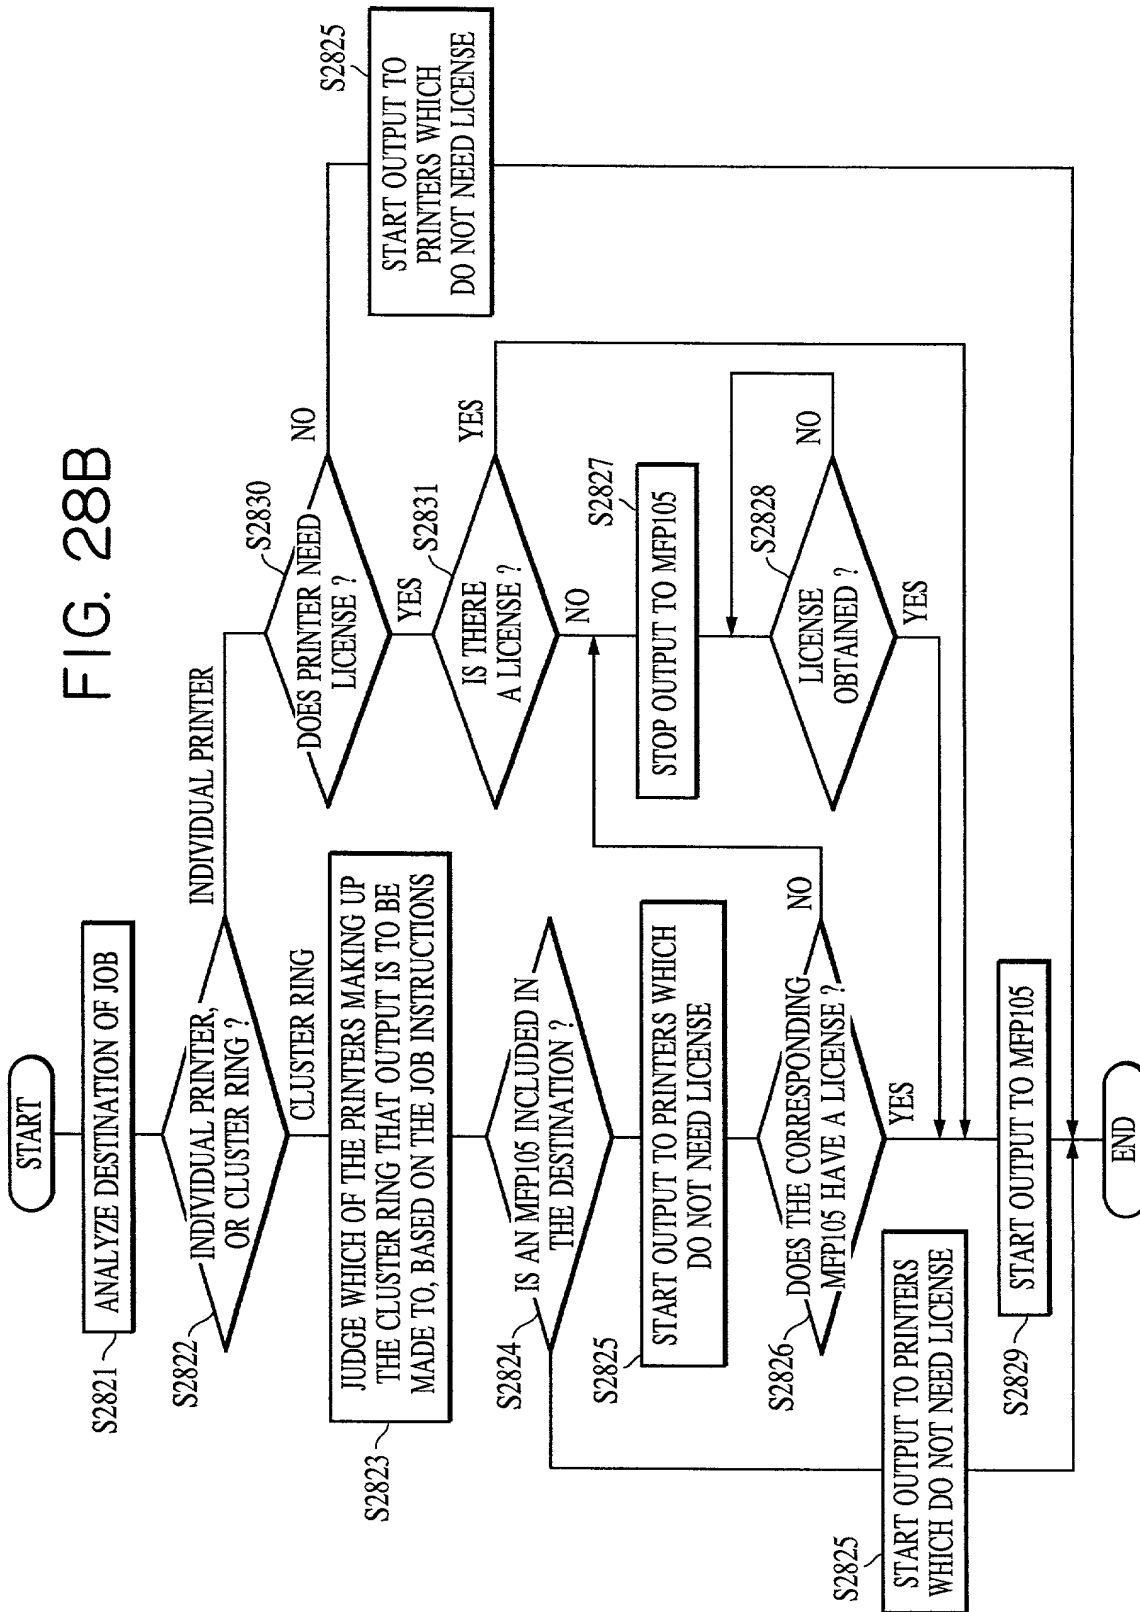 FIG. 28B
START
ANALYZE DESTINATION OF JOB
S2821
INDIVIDUAL PRINTER,
OR CLUSTER RING ?
S2822
INDIVIDUAL PRINTER
CLUSTER RING
JUDGE WHICH OF THE PRINTERS MAKING UP
THE CLUSTER RING THAT OUTPUT IS TO BE
MADE TO, BASED ON THE JOB INSTRUCTIONS
S2823
IS AN MFP105 INCLUDED IN
THE DESTINATION ?
S2824
START OUTPUT TO PRINTERS WHICH
DO NOT NEED LICENSE
S2825
DOES THE CORRESPONDING
MFP105 HAVE A LICENSE ?
S2826
NO
YES
START OUTPUT TO PRINTERS
WHICH DO NOT NEED LICENSE
S2825
START OUTPUT TO MFP105
S2829
END
DOES PRINTER NEED
LICENSE ?
S2830
NO
YES
IS THERE
A LICENSE ?
S2831
YES
NO
STOP OUTPUT TO MFP105
S2827
LICENSE
OBTAINED ?
S2828
NO
YES
START OUTPUT TO
PRINTERS WHICH
DO NOT NEED LICENSE
S2825